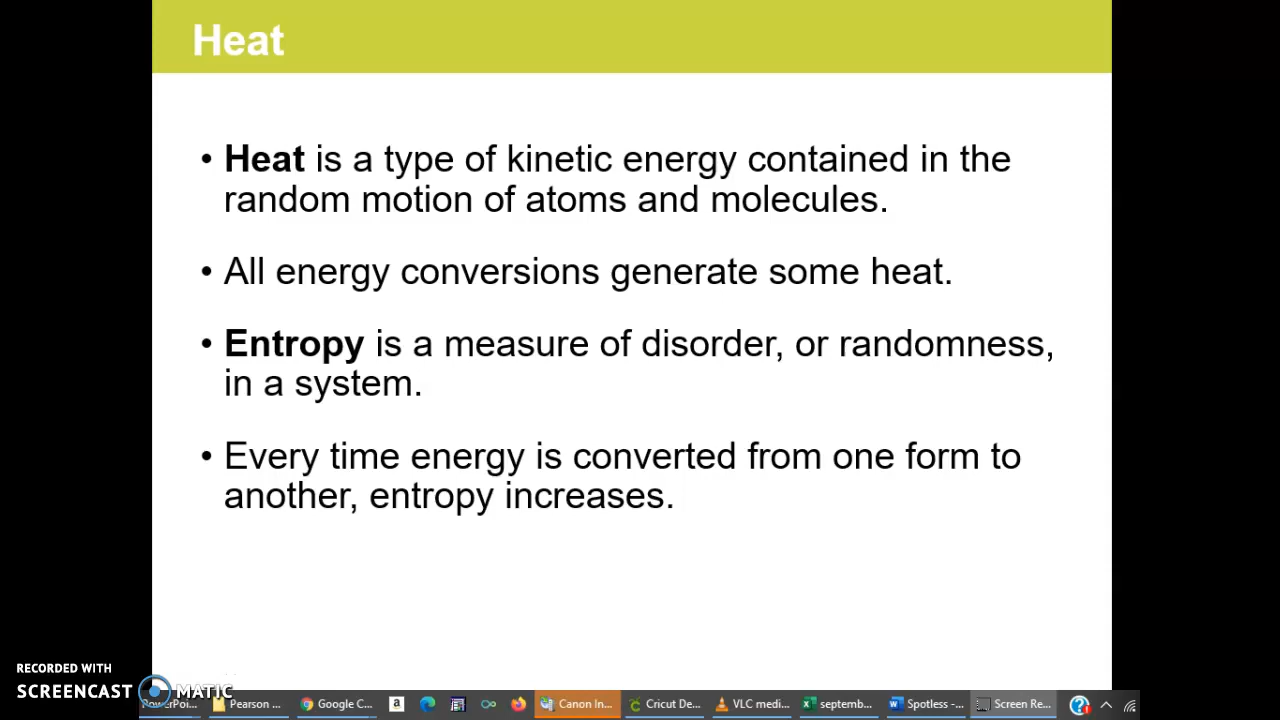 Heat
• Heat is a type of kinetic energy contained in the
random motion of atoms and molecules.
• All energy conversions generate some heat.
• Entropy is a measure of disorder, or randomness,
in a system.
• Every time energy is converted from one form to
another, entropy increases.
RECORDED WITH
SCREENCAST MATIC
PowerPoi... Pearson ... Google C... Canon In... Cricut De... VLC medi... septemb... Spotless -... Screen Re...